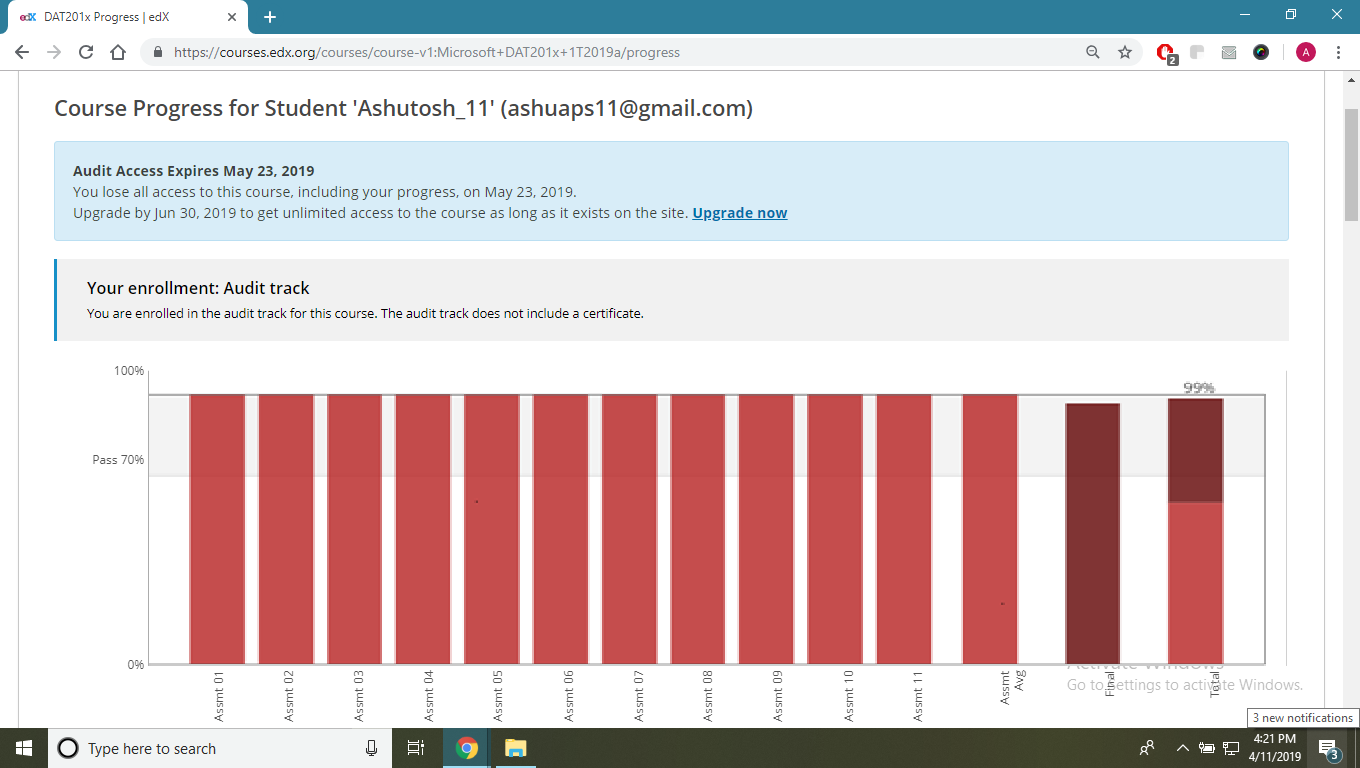 edX DAT201x Progress | edX
https://courses.edx.org/courses/course-v1:Microsoft+DAT201x+1T2019a/progress
2
A
Course Progress for Student 'Ashutosh_11' (ashuaps11@gmail.com)
Audit Access Expires May 23, 2019
You lose all access to this course, including your progress, on May 23, 2019.
Upgrade by Jun 30, 2019 to get unlimited access to the course as long as it exists on the site. Upgrade now
Your enrollment: Audit track
You are enrolled in the audit track for this course. The audit track does not include a certificate.
100%
99%
Pass 70%
0%
Assmt 01
Assmt 02
Assmt 03
Assmt 04
Assmt 05
Assmt 06
Assmt 07
Assmt 08
Assmt 09
Assmt 10
Assmt 11
Assmt
Avg
Final
Total
Activate Windows
Go to Settings to activate Windows.
3 new notifications
Type here to search
4:21 PM
4/11/2019
3